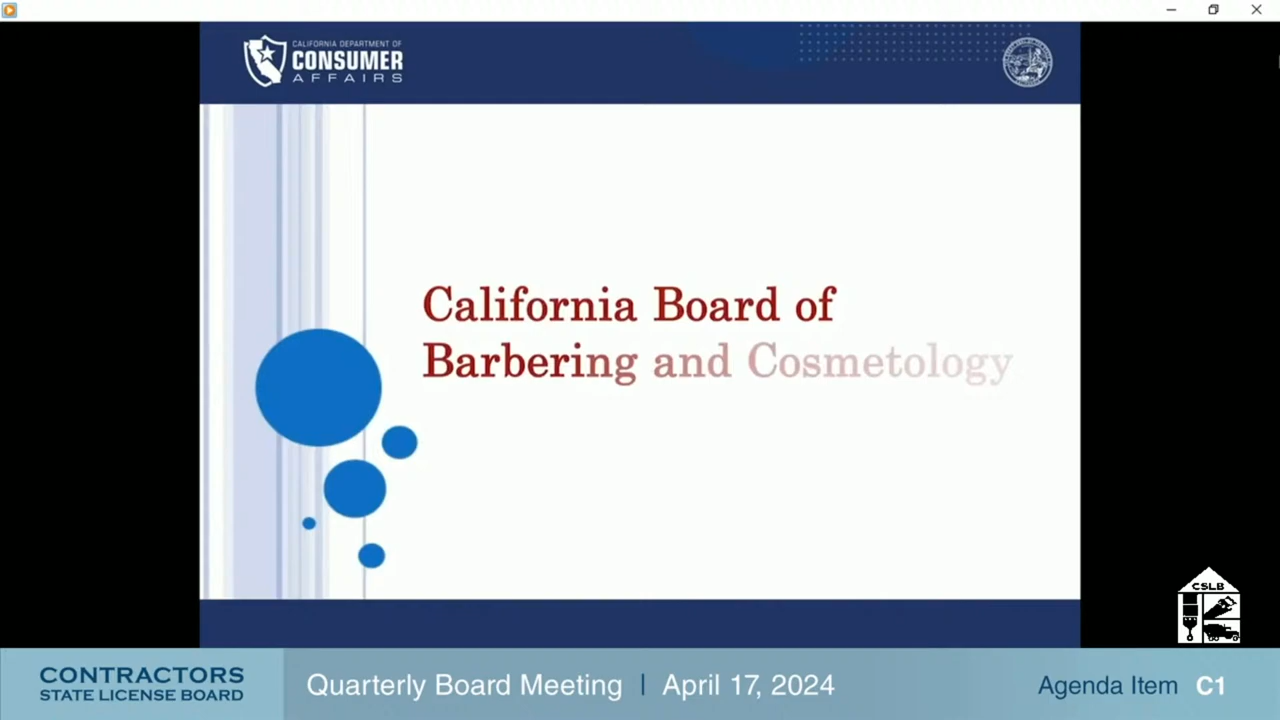 CALIFORNIA DEPARTMENT OF
CONSUMER
AFFAIRS
California Board of
Barbering and Cosmetology
CSLB
CONTRACTORS
STATE LICENSE BOARD
Quarterly Board Meeting | April 17, 2024
Agenda Item C1